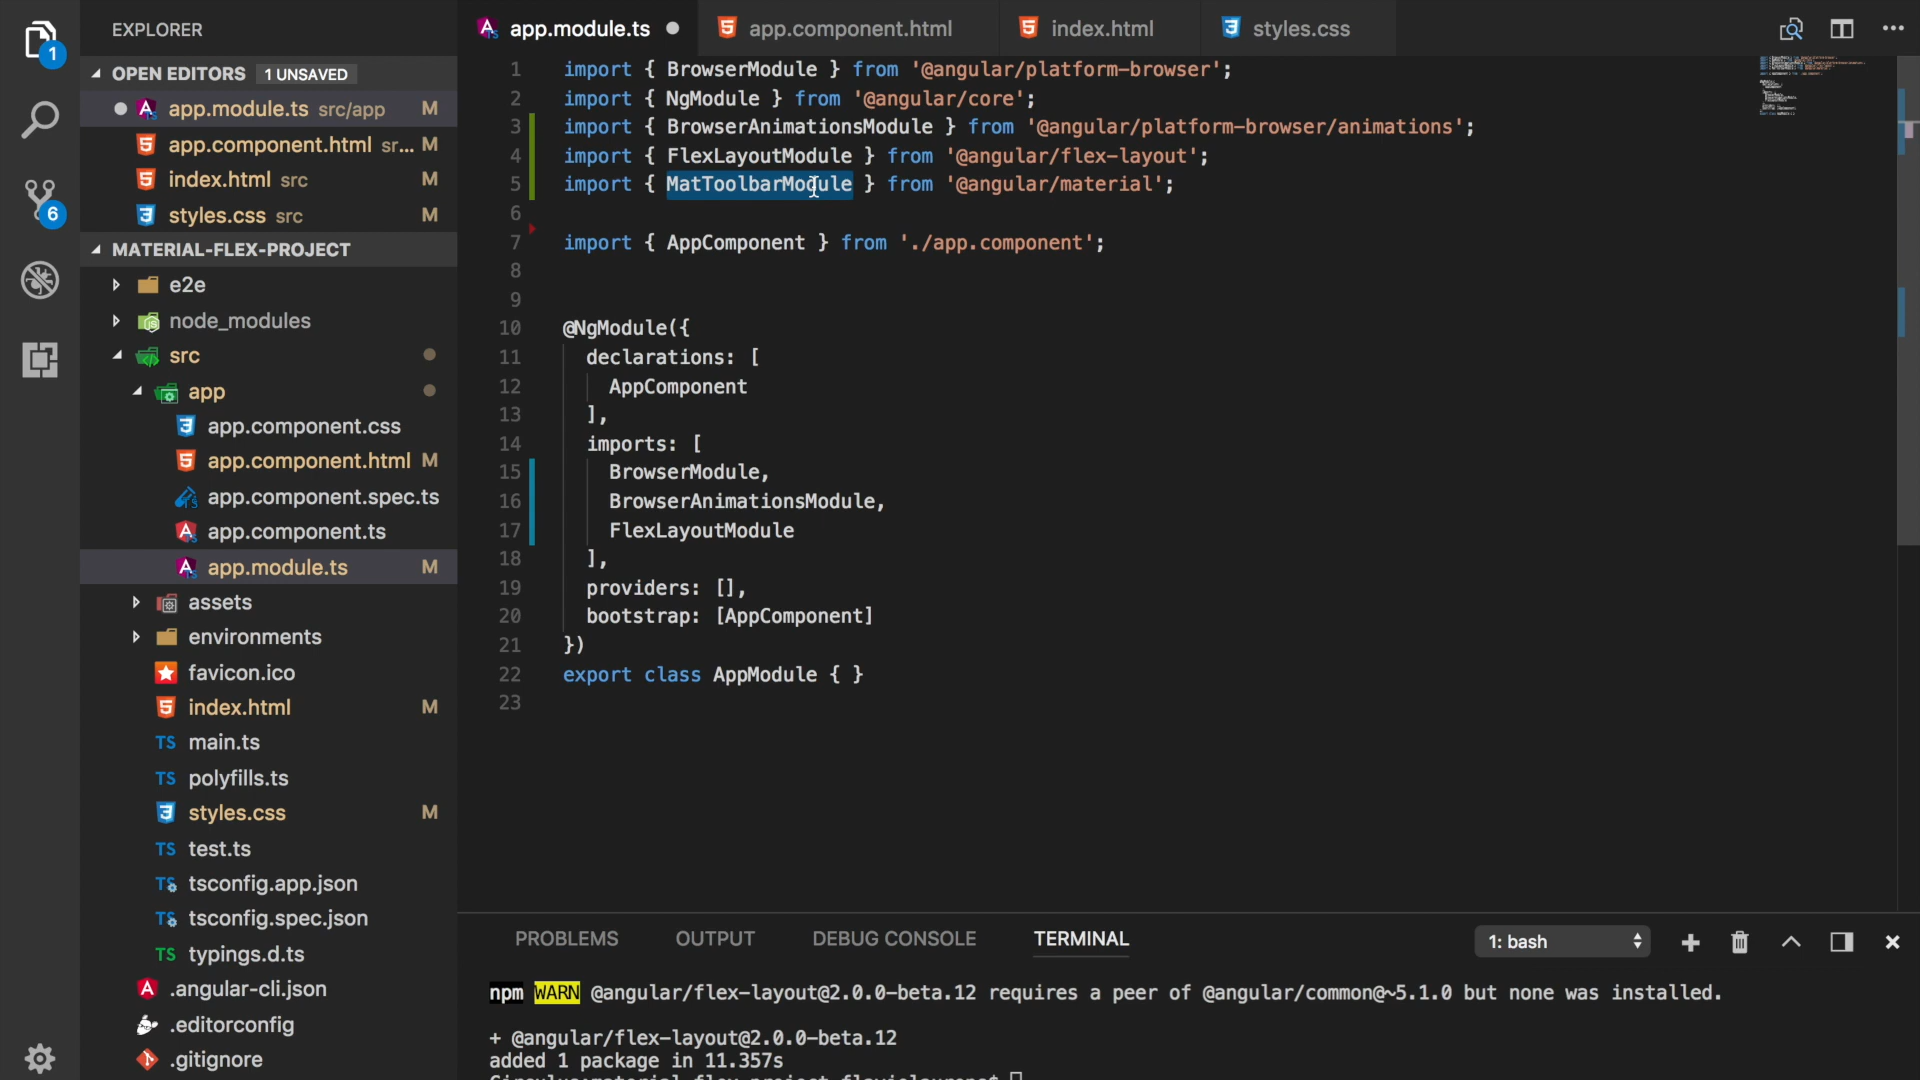 EXPLORER
OPEN EDITORS 1 UNSAVED
app.module.ts src/app M
app.component.html sr... M
index.html src M
styles.css src M
MATERIAL-FLEX-PROJECT
e2e
node_modules
src
app
app.component.css
app.component.html M
app.component.spec.ts
app.component.ts
app.module.ts M
assets
environments
favicon.ico
index.html M
TS main.ts
TS polyfills.ts
styles.css M
TS test.ts
TS tsconfig.app.json
TS tsconfig.spec.json
TS typings.d.ts
.angular-cli.json
.editorconfig
.gitignore
1
6
app.module.ts app.component.html index.html styles.css
1 import { BrowserModule } from '@angular/platform-browser';
2 import { NgModule } from '@angular/core';
3 import { BrowserAnimationsModule } from '@angular/platform-browser/animations';
4 import { FlexLayoutModule } from '@angular/flex-layout';
5 import { MatToolbarModule } from '@angular/material';
6
7 import { AppComponent } from './app.component';
8
9
10 @NgModule({
11 declarations: [
12 AppComponent
13 ],
14 imports: [
15 BrowserModule,
16 BrowserAnimationsModule,
17 FlexLayoutModule
18 ],
19 providers: [],
20 bootstrap: [AppComponent]
21 })
22 export class AppModule { }
23
PROBLEMS OUTPUT DEBUG CONSOLE TERMINAL 1: bash
npm WARN @angular/flex-layout@2.0.0-beta.12 requires a peer of @angular/common@~5.1.0 but none was installed.
+ @angular/flex-layout@2.0.0-beta.12
added 1 package in 11.357s